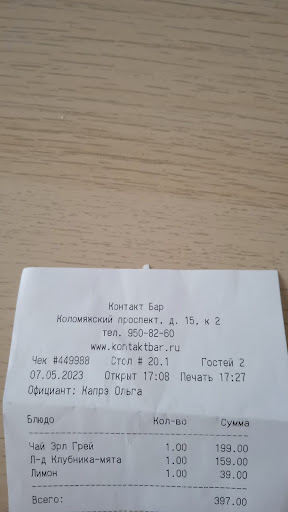 Контакт Бар
Коломяжский проспект, д. 15, к 2
тел. 950-82-60
www.kontaktbar.ru
Чек #449988 Стол # 20.1 Гостей 2
07.05.2023 Открыт 17:08 Печать 17:27
Официант: Капрэ Ольга
Блюдо Кол-во Сумма
Чай Эрл Грей 1.00 199.00
Л-д Клубника-мята 1.00 159.00
Лимон 1.00 39.00
Всего: 397.00